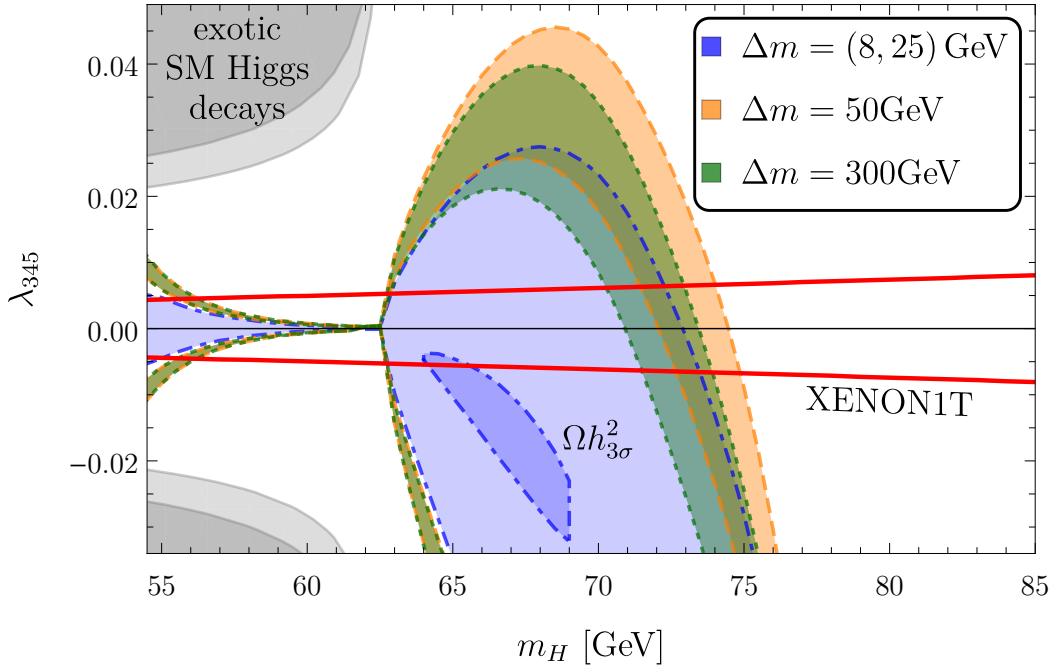 exotic
SM Higgs
decays
Δm = (8, 25) GeV
Δm = 50GeV
Δm = 300GeV
0.04
0.02
0.00
−0.02
λ₃₄₅
Ωh²₃σ
XENON1T
55
60
65
70
75
80
85
m_H [GeV]